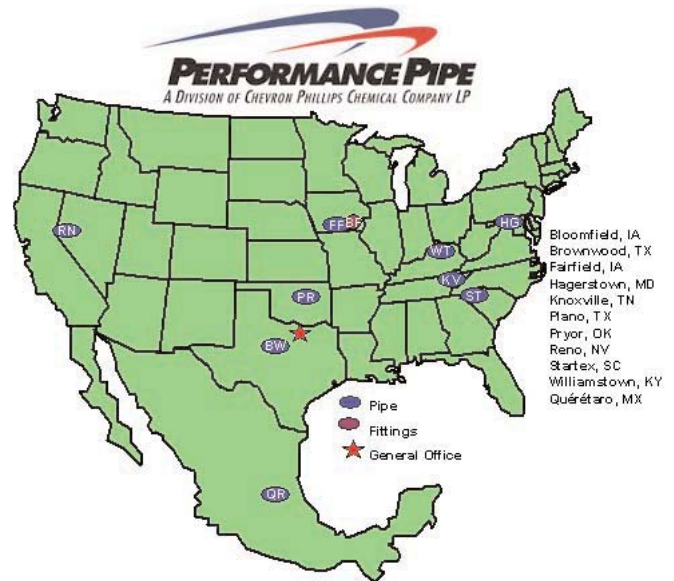 PERFORMANCE PIPE
A DIVISION OF CHEVRON PHILLIPS CHEMICAL COMPANY LP
RN
FF BF
HG
WT
KV
ST
PR
BW
QR
Bloomfield, IA
Brownwood, TX
Fairfield, IA
Hagerstown, MD
Knoxville, TN
Plano, TX
Pryor, OK
Reno, NV
Startex, SC
Williamstown, KY
Quérétaro, MX
Pipe
Fittings
General Office